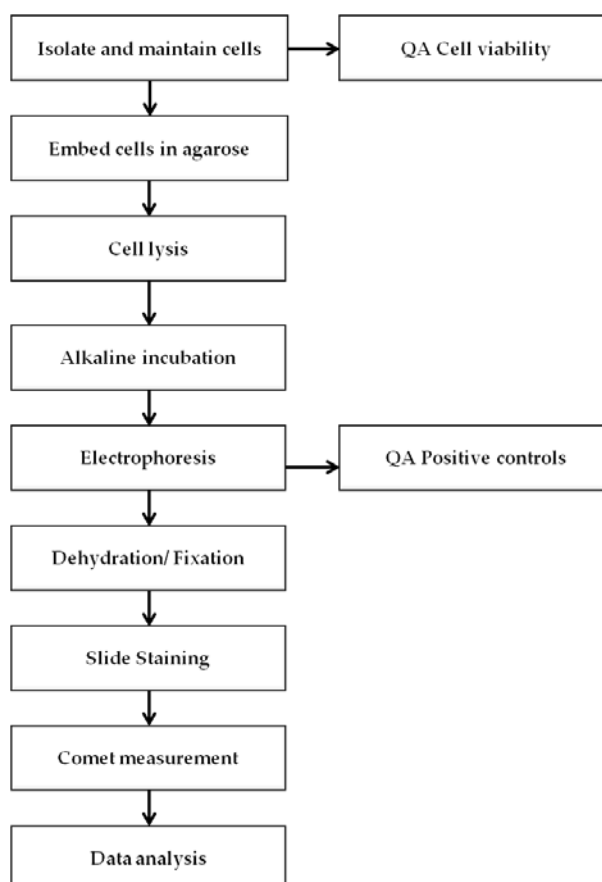 Isolate and maintain cells
QA Cell viability
Embed cells in agarose
Cell lysis
Alkaline incubation
Electrophoresis
QA Positive controls
Dehydration/ Fixation
Slide Staining
Comet measurement
Data analysis